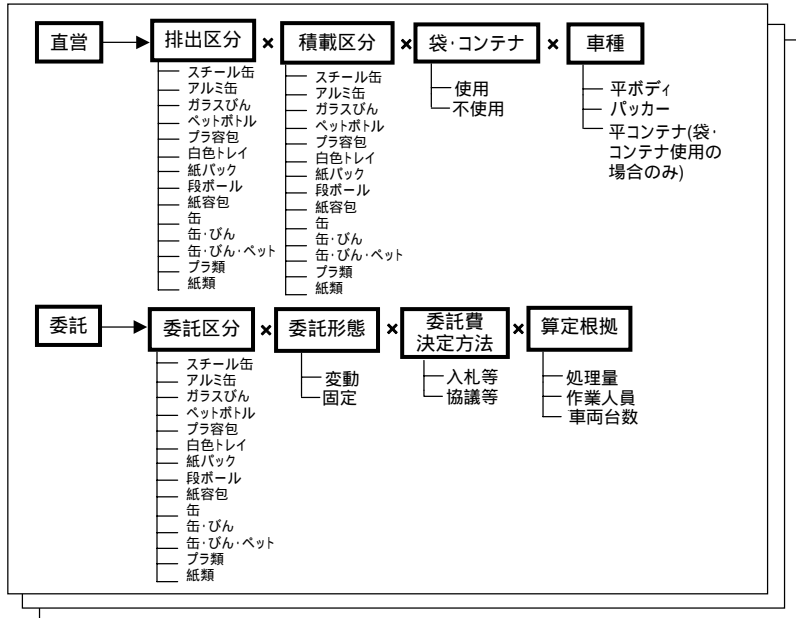 直営
排出区分
×
積載区分
×
袋・コンテナ
×
車種
スチール缶
アルミ缶
ガラスびん
ペットボトル
プラ容包
白色トレイ
紙パック
段ボール
紙容包
缶
缶・びん
缶・びん・ペット
プラ類
紙類
スチール缶
アルミ缶
ガラスびん
ペットボトル
プラ容包
白色トレイ
紙パック
段ボール
紙容包
缶
缶・びん
缶・びん・ペット
プラ類
紙類
使用
不使用
平ボディ
パッカー
平コンテナ(袋・
コンテナ使用の
場合のみ)
委託
委託区分
×
委託形態
×
委託費
決定方法
×
算定根拠
スチール缶
アルミ缶
ガラスびん
ペットボトル
プラ容包
白色トレイ
紙パック
段ボール
紙容包
缶
缶・びん
缶・びん・ペット
プラ類
紙類
変動
固定
入札等
協議等
処理量
作業人員
車両台数